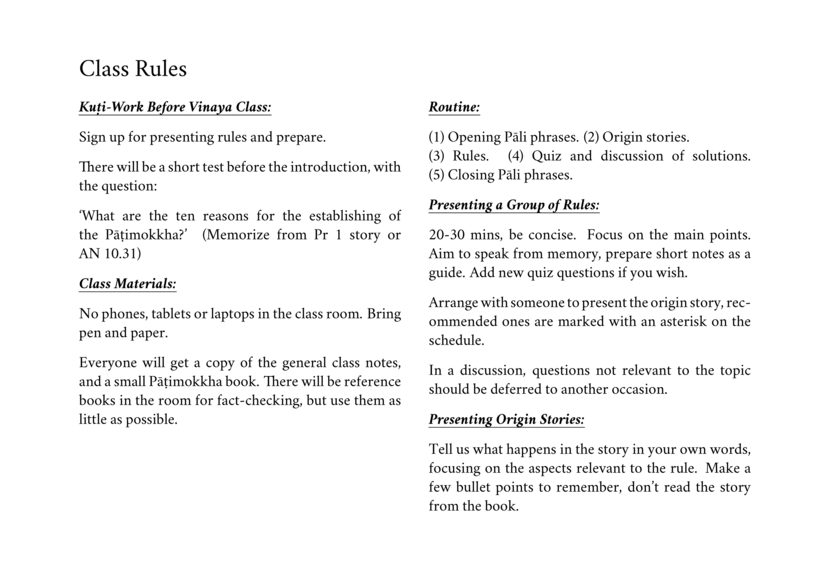 Class Rules
Kuṭi-Work Before Vinaya Class:
Sign up for presenting rules and prepare.
There will be a short test before the introduction, with
the question:
‘What are the ten reasons for the establishing of
the Pāṭimokkha?’ (Memorize from Pr 1 story or
AN 10.31)
Class Materials:
No phones, tablets or laptops in the class room. Bring
pen and paper.
Everyone will get a copy of the general class notes,
and a small Pāṭimokkha book. There will be reference
books in the room for fact-checking, but use them as
little as possible.
Routine:
(1) Opening Pāli phrases. (2) Origin stories.
(3) Rules. (4) Quiz and discussion of solutions.
(5) Closing Pāli phrases.
Presenting a Group of Rules:
20-30 mins, be concise. Focus on the main points.
Aim to speak from memory, prepare short notes as a
guide. Add new quiz questions if you wish.
Arrange with someone to present the origin story, rec-
ommended ones are marked with an asterisk on the
schedule.
In a discussion, questions not relevant to the topic
should be deferred to another occasion.
Presenting Origin Stories:
Tell us what happens in the story in your own words,
focusing on the aspects relevant to the rule. Make a
few bullet points to remember, don’t read the story
from the book.